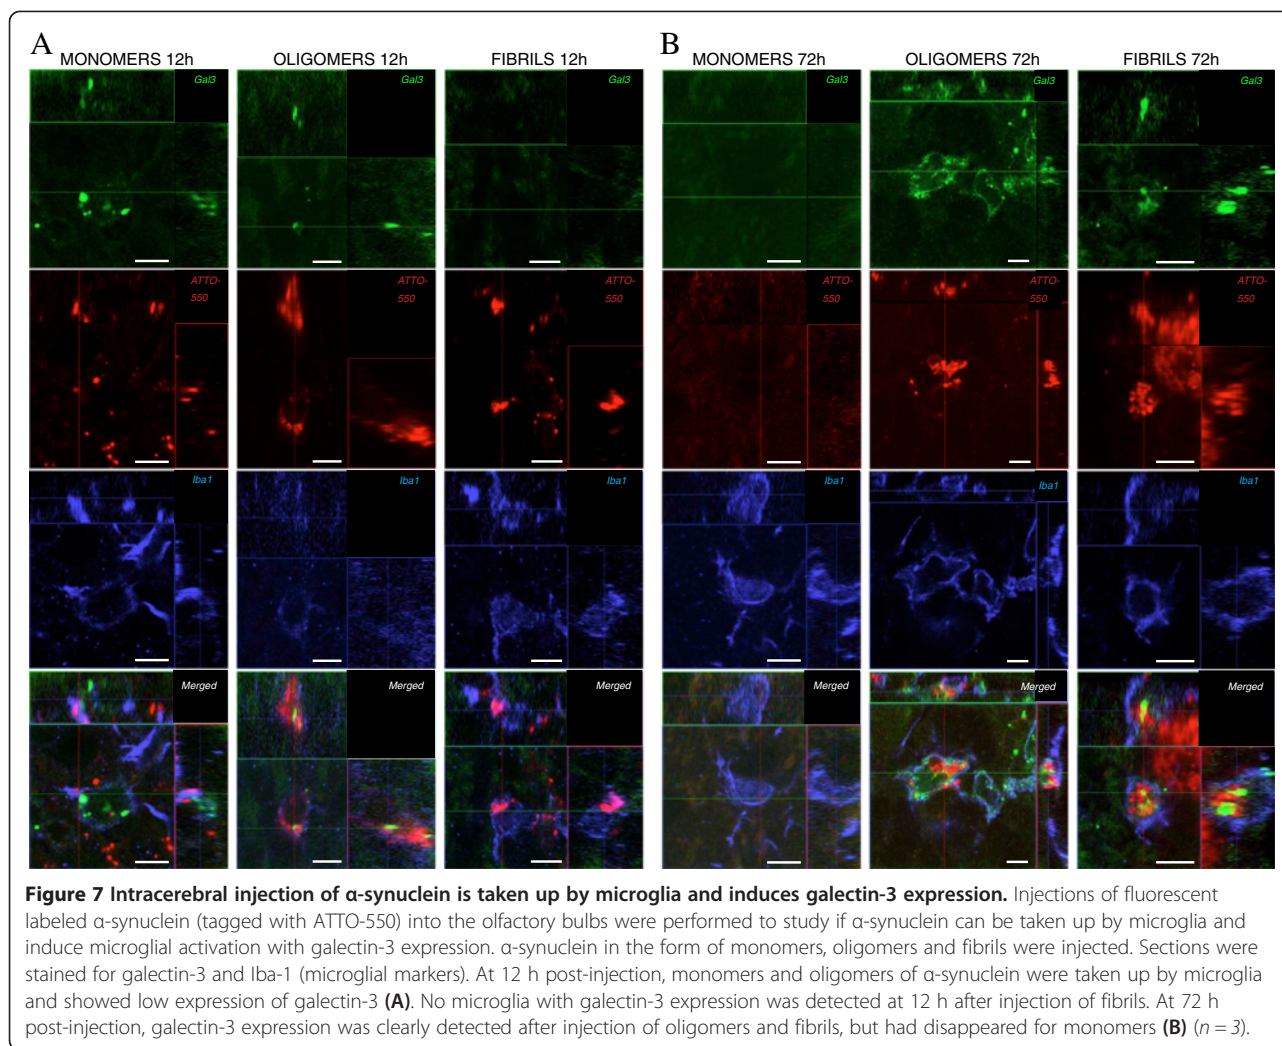 A
B
MONOMERS 12h
OLIGOMERS 12h
FIBRILS 12h
MONOMERS 72h
OLIGOMERS 72h
FIBRILS 72h
Gal3
Gal3
Gal3
Gal3
Gal3
Gal3
ATTO-
550
ATTO-
550
ATTO-
550
ATTO-
550
ATTO-
550
ATTO-
550
Iba1
Iba1
Iba1
Iba1
Iba1
Iba1
Merged
Merged
Merged
Merged
Merged
Merged
Figure 7 Intracerebral injection of α-synuclein is taken up by microglia and induces galectin-3 expression. Injections of fluorescent
labeled α-synuclein (tagged with ATTO-550) into the olfactory bulbs were performed to study if α-synuclein can be taken up by microglia and
induce microglial activation with galectin-3 expression. α-synuclein in the form of monomers, oligomers and fibrils were injected. Sections were
stained for galectin-3 and Iba-1 (microglial markers). At 12 h post-injection, monomers and oligomers of α-synuclein were taken up by microglia
and showed low expression of galectin-3 (A). No microglia with galectin-3 expression was detected at 12 h after injection of fibrils. At 72 h
post-injection, galectin-3 expression was clearly detected after injection of oligomers and fibrils, but had disappeared for monomers (B) (n = 3).